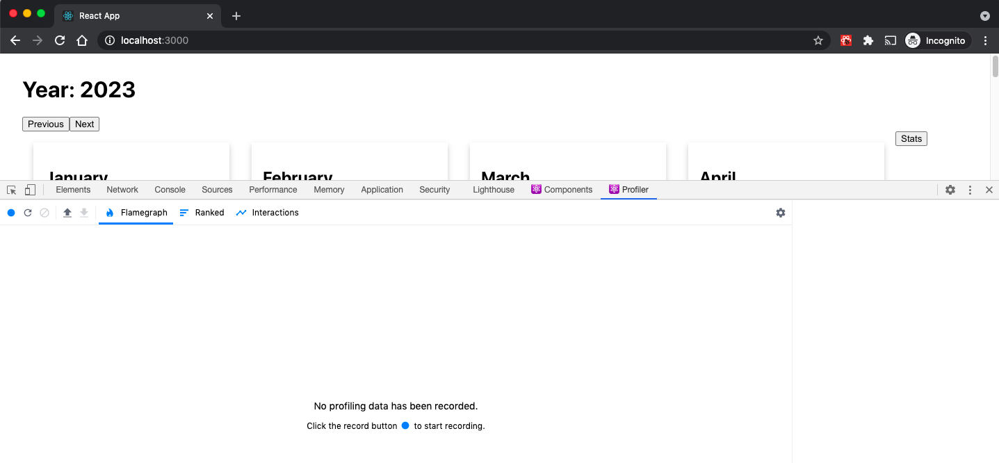 React App
localhost:3000
Incognito
Year: 2023
Previous Next
Stats
January February March April
Elements Network Console Sources Performance Memory Application Security Lighthouse Components Profiler
Flamegraph Ranked Interactions
No profiling data has been recorded.
Click the record button to start recording.